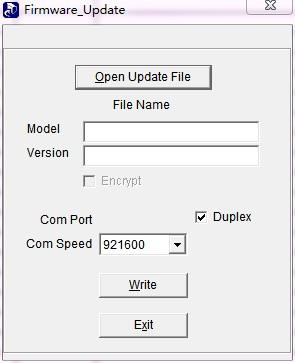 Firmware_Update
Open Update File
File Name
Model
Version
Encrypt
Com Port
Duplex
Com Speed 921600
Write
Exit